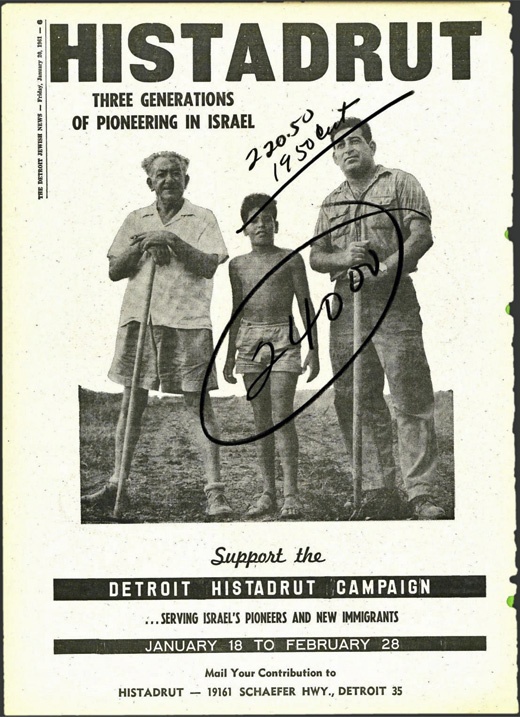 THE DETROIT JEWISH NEWS — Friday, January 20, 1961 — 6
HISTADRUT
THREE GENERATIONS
OF PIONEERING IN ISRAEL
220.50
1950
240 00
Support the
DETROIT HISTADRUT CAMPAIGN
...SERVING ISRAEL'S PIONEERS AND NEW IMMIGRANTS
JANUARY 18 TO FEBRUARY 28
Mail Your Contribution to
HISTADRUT — 19161 SCHAEFER HWY., DETROIT 35